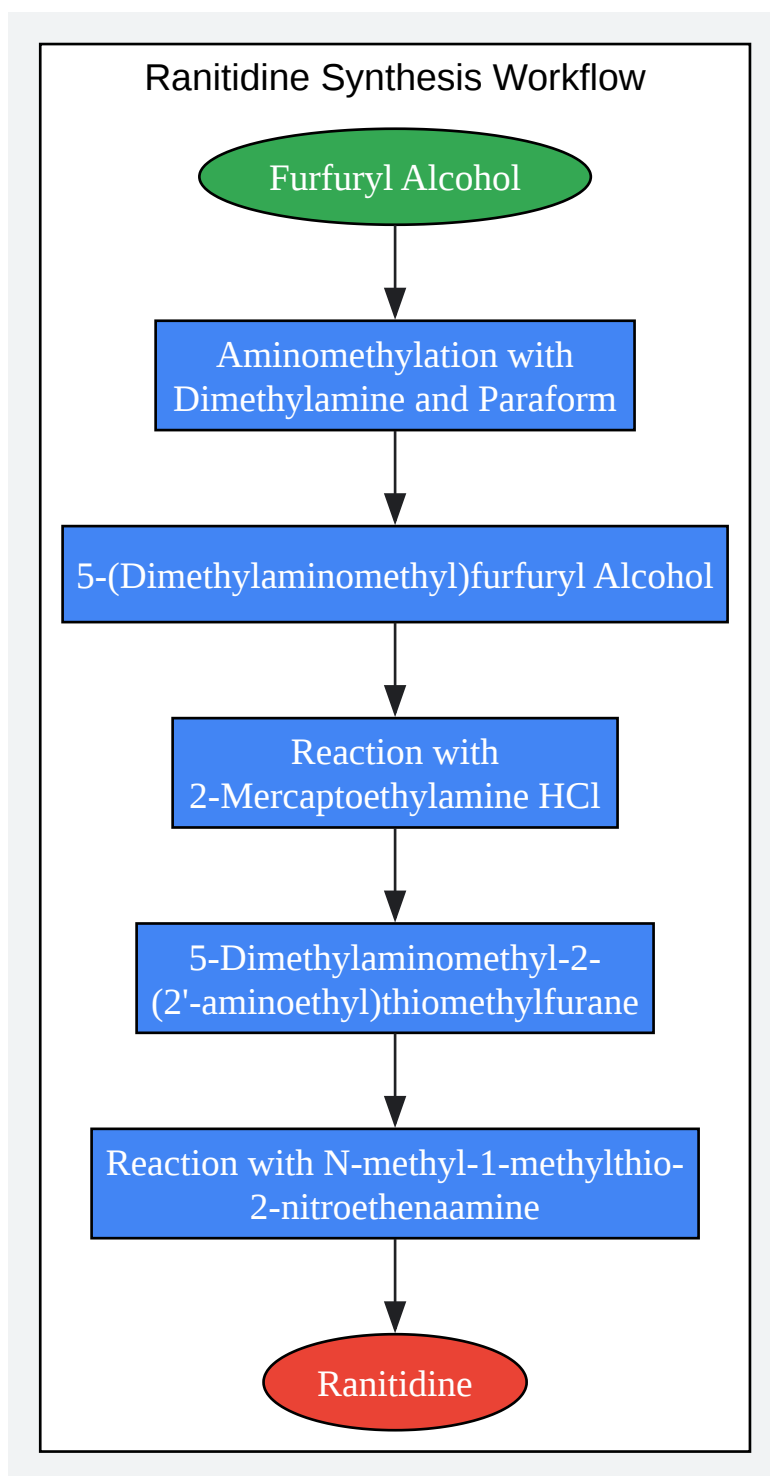 Ranitidine Synthesis Workflow
Furfuryl Alcohol
Aminomethylation with
Dimethylamine and Paraform
5-(Dimethylaminomethyl)furfuryl Alcohol
Reaction with
2-Mercaptoethylamine HCl
5-Dimethylaminomethyl-2-
(2'-aminoethyl)thiomethylfurane
Reaction with N-methyl-1-methylthio-
2-nitroethenaamine
Ranitidine